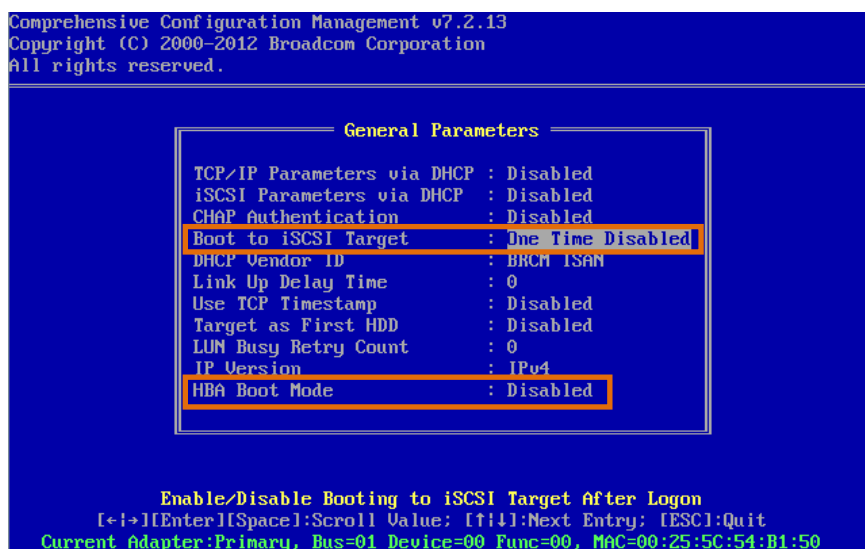 Comprehensive Configuration Management v7.2.13
Copyright (C) 2000-2012 Broadcom Corporation
All rights reserved.
General Parameters
TCP/IP Parameters via DHCP : Disabled
iSCSI Parameters via DHCP : Disabled
CHAP Authentication : Disabled
Boot to iSCSI Target : One Time Disabled
DHCP Vendor ID : BRCM ISAN
Link Up Delay Time : 0
Use TCP Timestamp : Disabled
Target as First HDD : Disabled
LUN Busy Retry Count : 0
IP Version : IPv4
HBA Boot Mode : Disabled
Enable/Disable Booting to iSCSI Target After Logon
[←|→][Enter][Space]:Scroll Value; [↑|↓]:Next Entry; [ESC]:Quit
Current Adapter:Primary, Bus=01 Device=00 Func=00, MAC=00:25:5C:54:B1:50